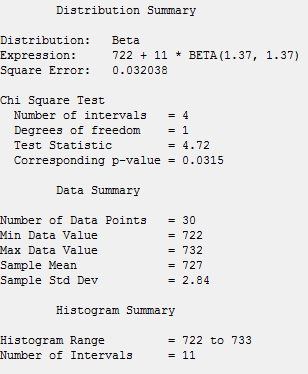 Distribution Summary
Distribution: Beta
Expression: 722 + 11 * BETA(1.37, 1.37)
Square Error: 0.032038
Chi Square Test
Number of intervals = 4
Degrees of freedom = 1
Test Statistic = 4.72
Corresponding p-value = 0.0315
Data Summary
Number of Data Points = 30
Min Data Value = 722
Max Data Value = 732
Sample Mean = 727
Sample Std Dev = 2.84
Histogram Summary
Histogram Range = 722 to 733
Number of Intervals = 11